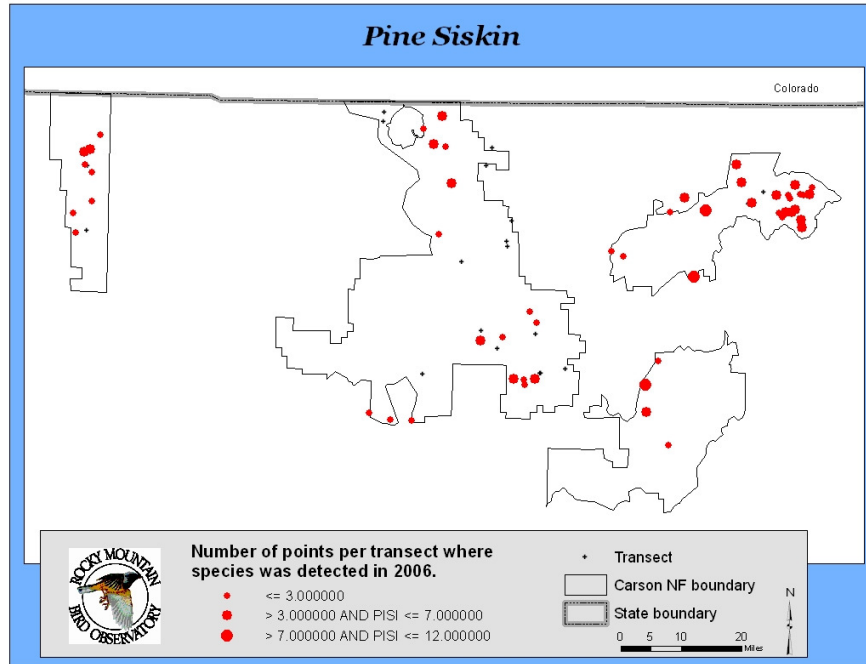 Pine Siskin
Colorado
ROCKY MOUNTAIN
BIRD OBSERVATORY
Number of points per transect where
species was detected in 2006.
<= 3.000000
> 3.000000 AND PISI <= 7.000000
> 7.000000 AND PISI <= 12.000000
Transect
Carson NF boundary
State boundary
N
0 5 10 20
Miles